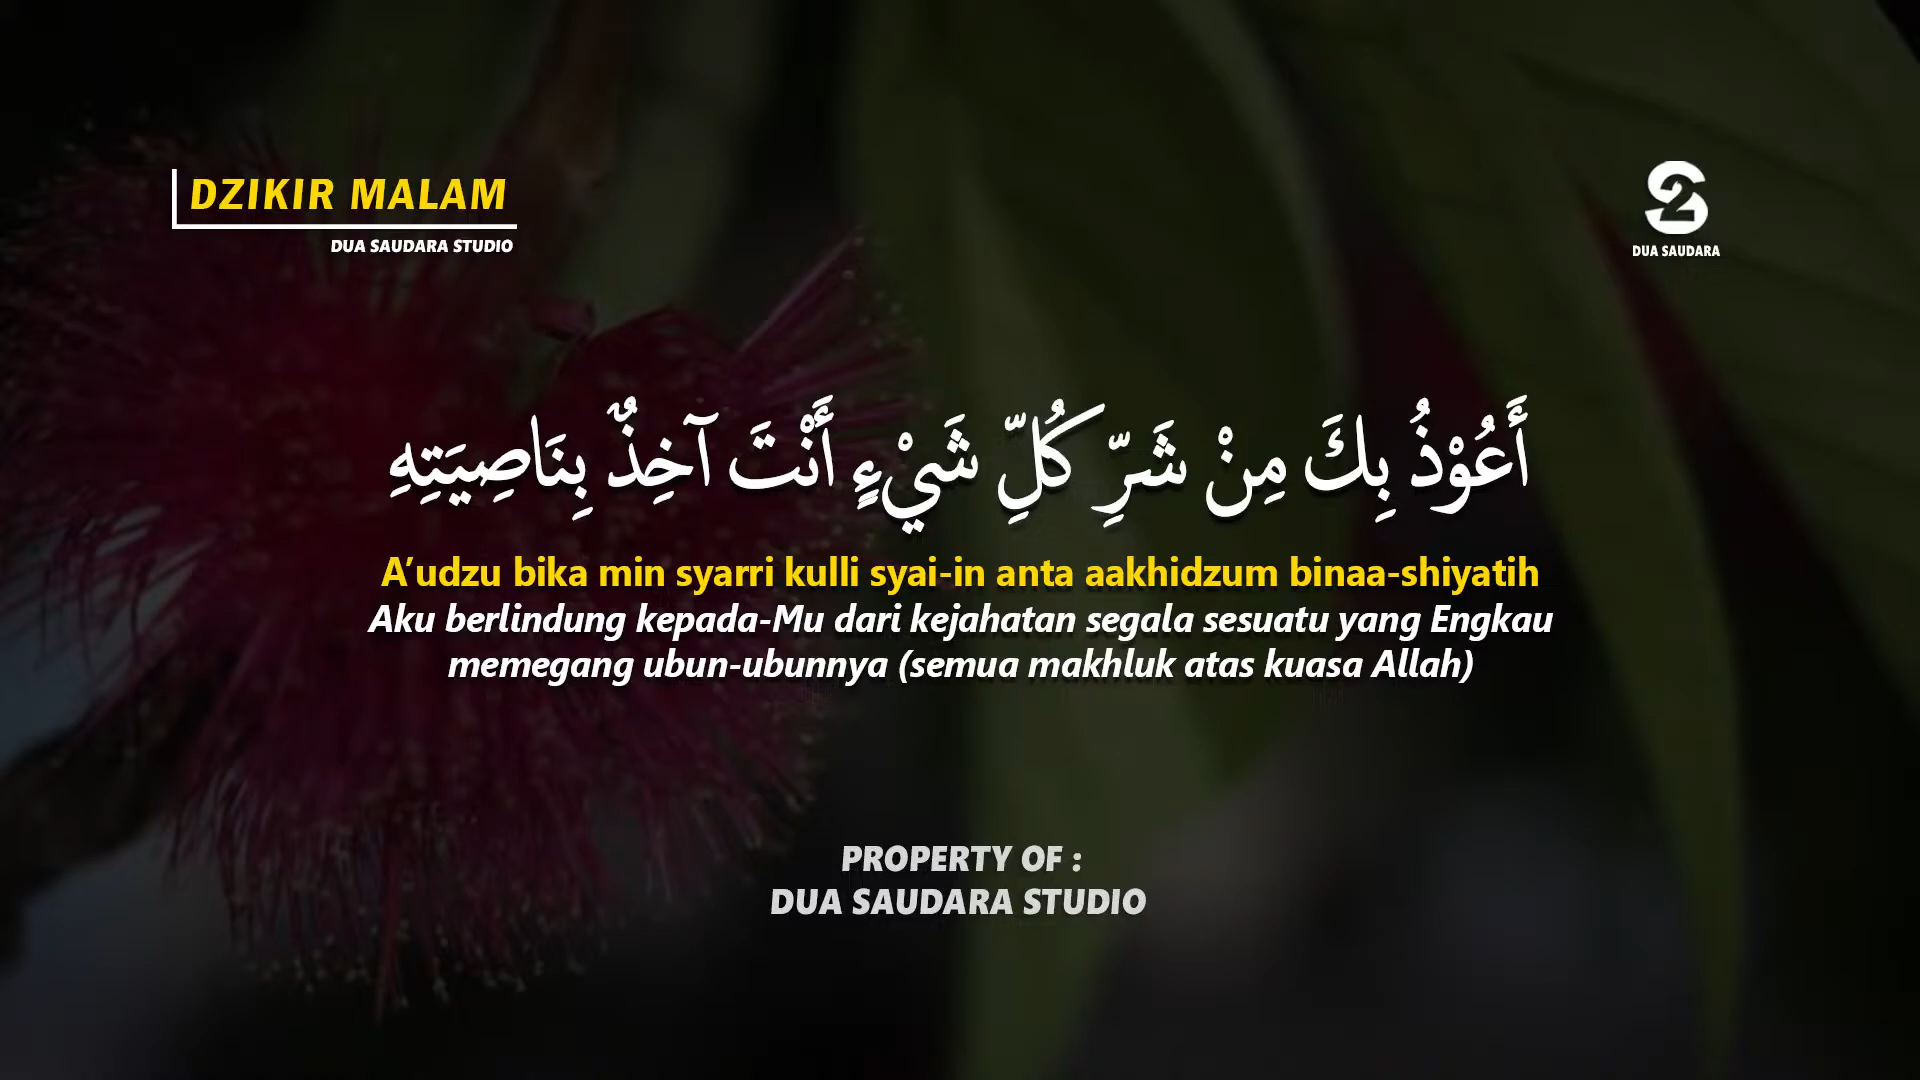 DZIKIR MALAM
DUA SAUDARA STUDIO
S2
DUA SAUDARA
أَعُوْذُ بِكَ مِنْ شَرِّ كُلِّ شَيْءٍ أَنْتَ آخِذٌ بِنَاصِيَتِهِ
A’udzu bika min syarri kulli syai-in anta aakhidzum binaa-shiyatih
Aku berlindung kepada-Mu dari kejahatan segala sesuatu yang Engkau
memegang ubun-ubunnya (semua makhluk atas kuasa Allah)
PROPERTY OF :
DUA SAUDARA STUDIO